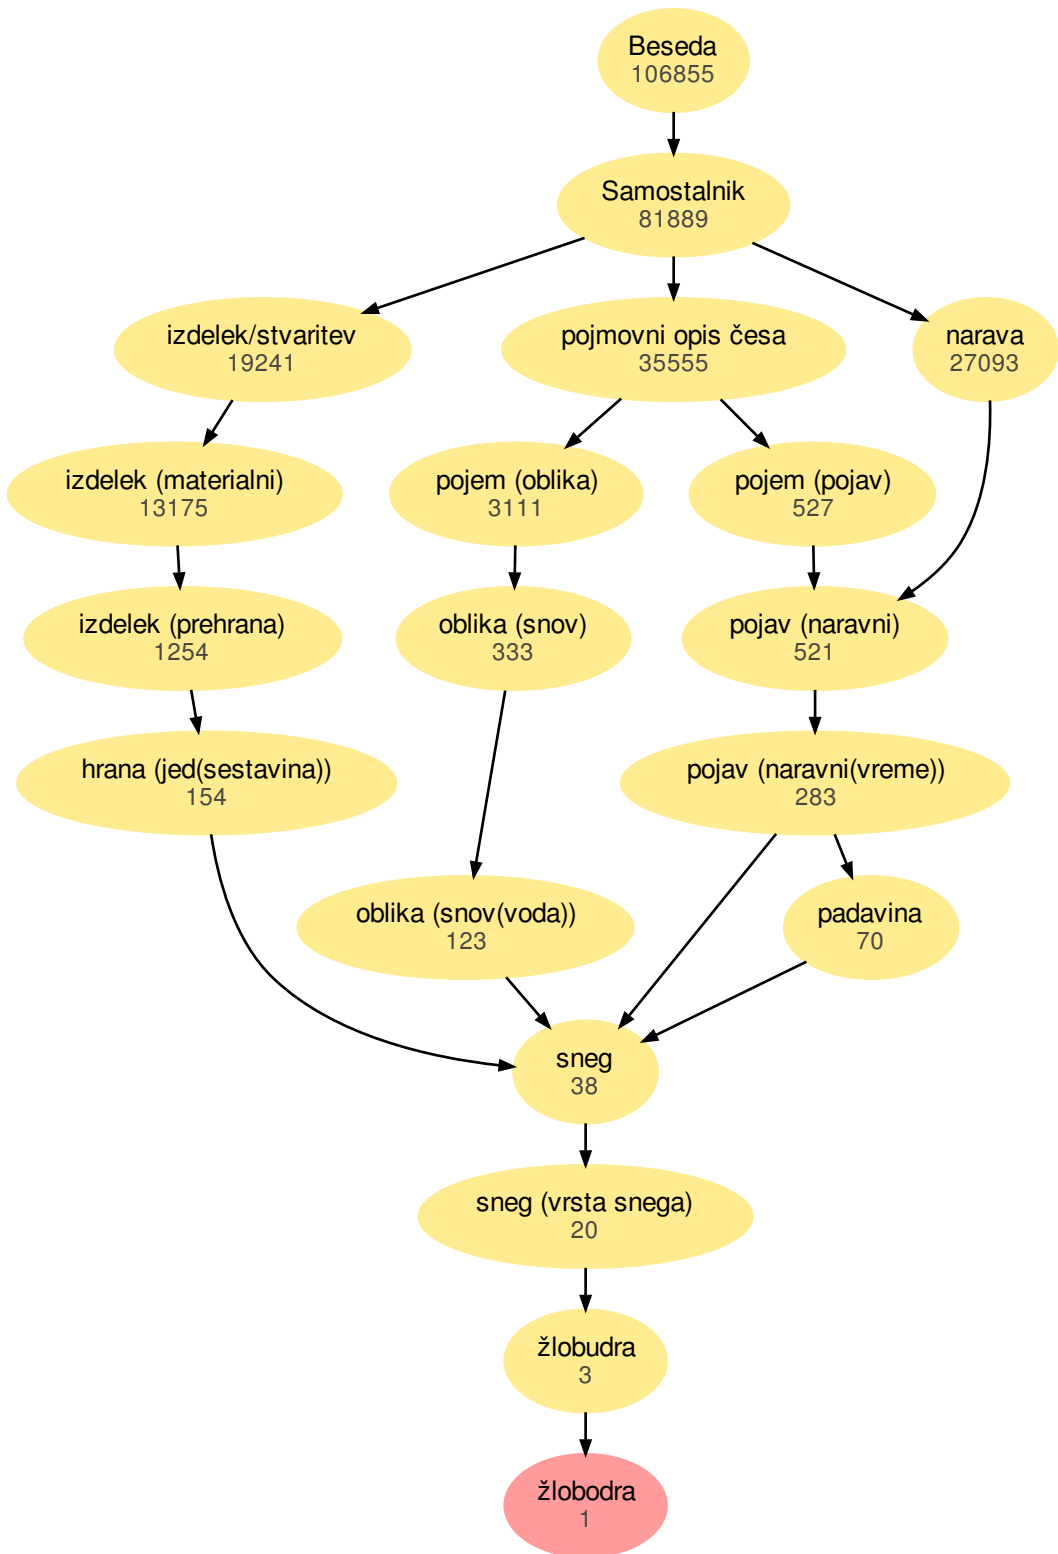 Beseda
106855
Samostalnik
81889
izdelek/stvaritev
19241
pojmovni opis česa
35555
narava
27093
izdelek (materialni)
13175
pojem (oblika)
3111
pojem (pojav)
527
izdelek (prehrana)
1254
oblika (snov)
333
pojav (naravni)
521
hrana (jed(sestavina))
154
pojav (naravni(vreme))
283
oblika (snov(voda))
123
padavina
70
sneg
38
sneg (vrsta snega)
20
žlobudra
3
žlobodra
1